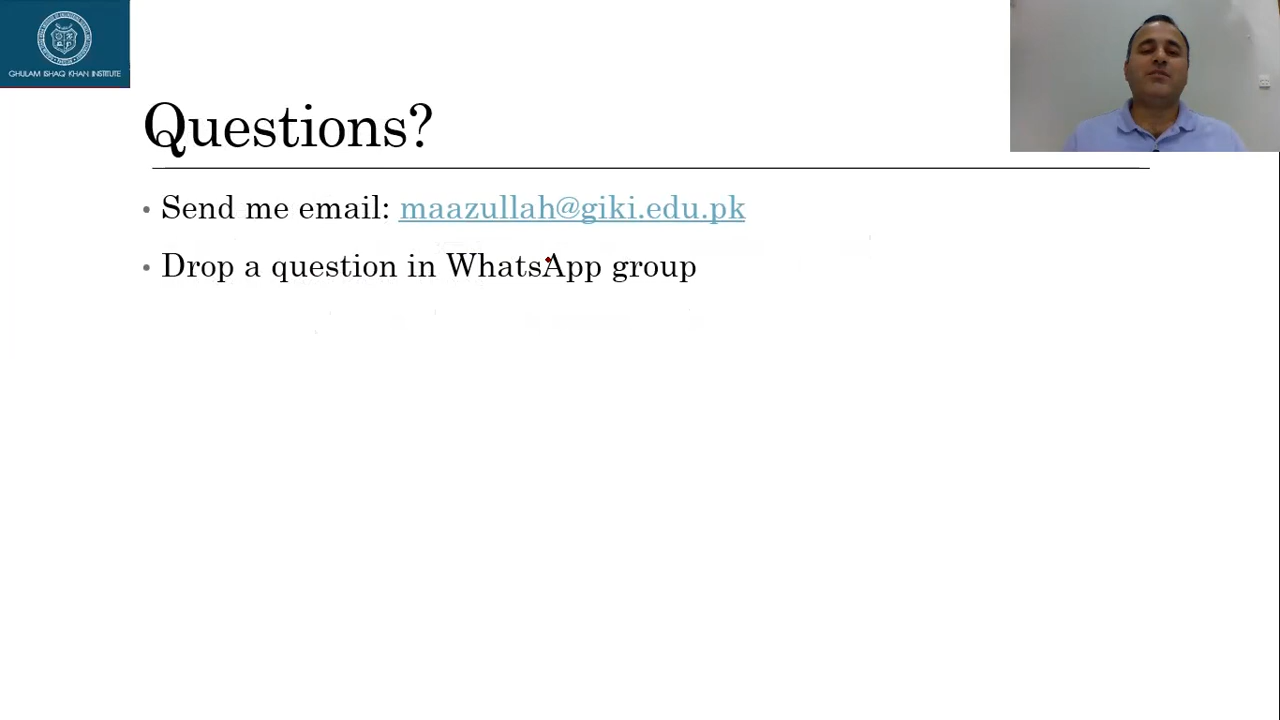 GHULAM ISHAQ KHAN INSTITUTE
Questions?
• Send me email: maazullah@giki.edu.pk
• Drop a question in WhatsApp group